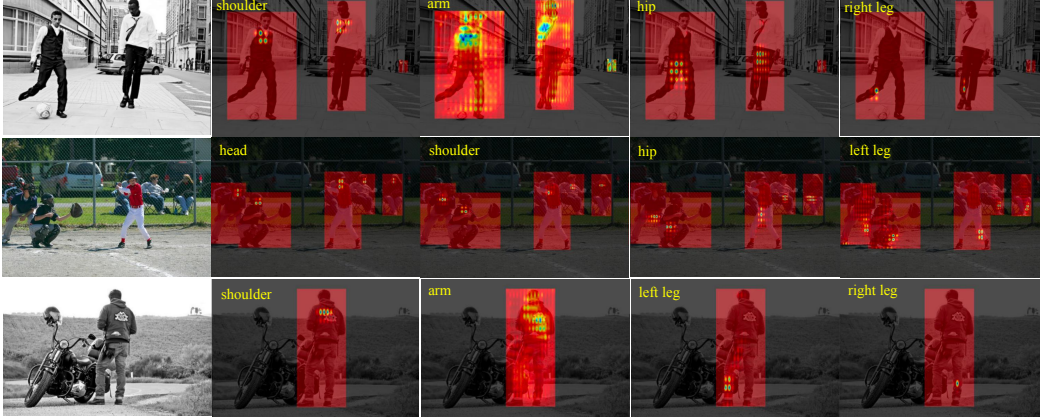 shoulder
arm
hip
right leg
head
shoulder
hip
left leg
shoulder
arm
left leg
right leg